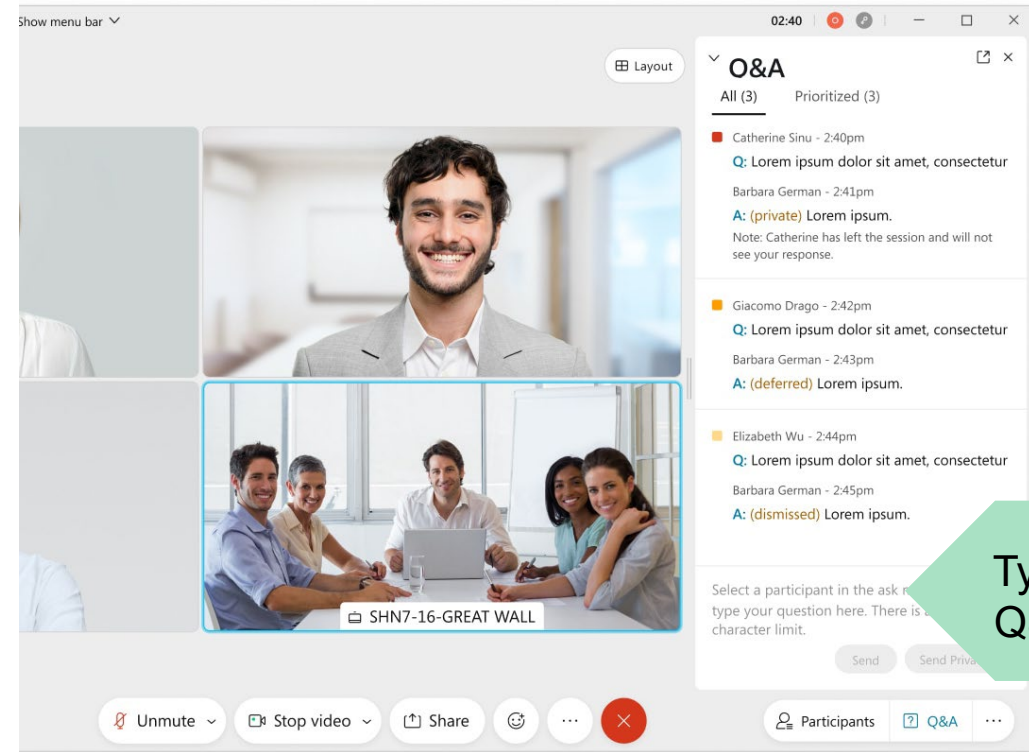 Show menu bar
02:40
Layout
Q&A
All (3) Prioritized (3)
Catherine Sinu - 2:40pm
Q: Lorem ipsum dolor sit amet, consectetur
Barbara German - 2:41pm
A: (private) Lorem ipsum.
Note: Catherine has left the session and will not
see your response.
Giacomo Drago - 2:42pm
Q: Lorem ipsum dolor sit amet, consectetur
Barbara German - 2:43pm
A: (deferred) Lorem ipsum.
Elizabeth Wu - 2:44pm
Q: Lorem ipsum dolor sit amet, consectetur
Barbara German - 2:45pm
A: (dismissed) Lorem ipsum.
Select a participant in the ask
type your question here. There is
character limit.
Send Send
SHN7-16-GREAT WALL
Unmute Stop video Share
Participants Q&A